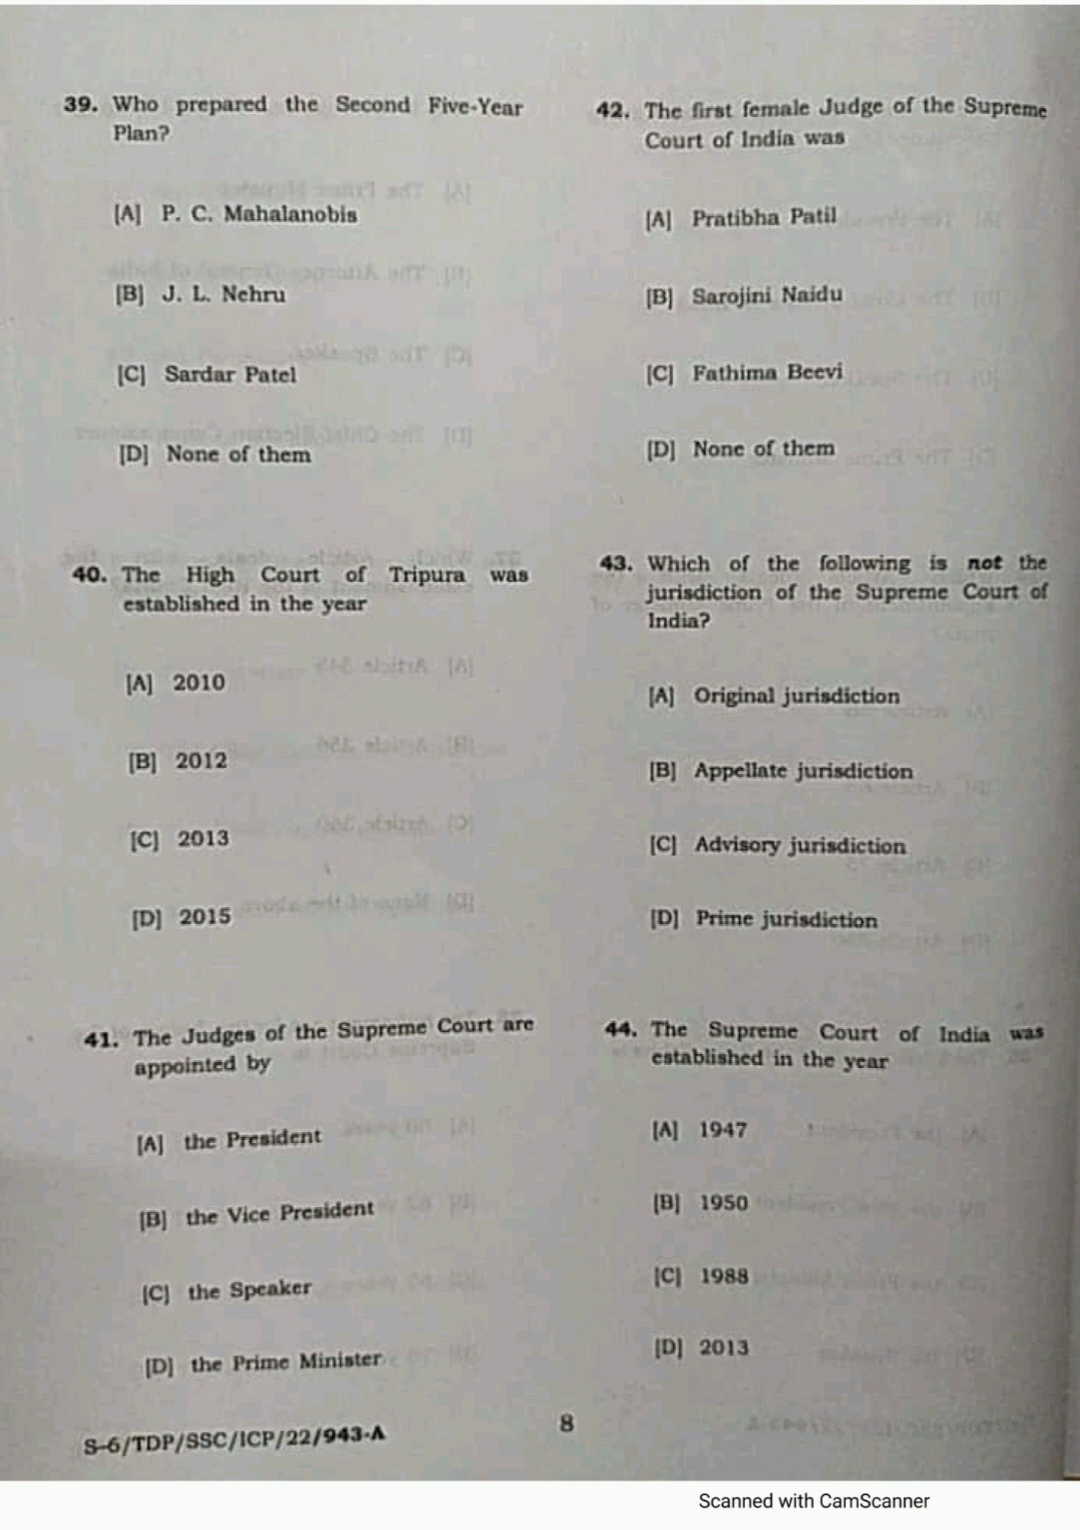 39. Who prepared the Second Five-Year
Plan?
[A] P. C. Mahalanobis
[B] J. L. Nehru
[C] Sardar Patel
[D] None of them
40. The High Court of Tripura was
established in the year
[A] 2010
[B] 2012
[C] 2013
[D] 2015
41. The Judges of the Supreme Court are
appointed by
[A] the President
[B] the Vice President
[C] the Speaker
[D] the Prime Minister
42. The first female Judge of the Supreme
Court of India was
[A] Pratibha Patil
[B] Sarojini Naidu
[C] Fathima Beevi
[D] None of them
43. Which of the following is not the
jurisdiction of the Supreme Court of
India?
[A] Original jurisdiction
[B] Appellate jurisdiction
[C] Advisory jurisdiction
[D] Prime jurisdiction
44. The Supreme Court of India was
established in the year
[A] 1947
[B] 1950
[C] 1988
[D] 2013
S-6/TDP/SSC/ICP/22/943-A
8
Scanned with CamScanner